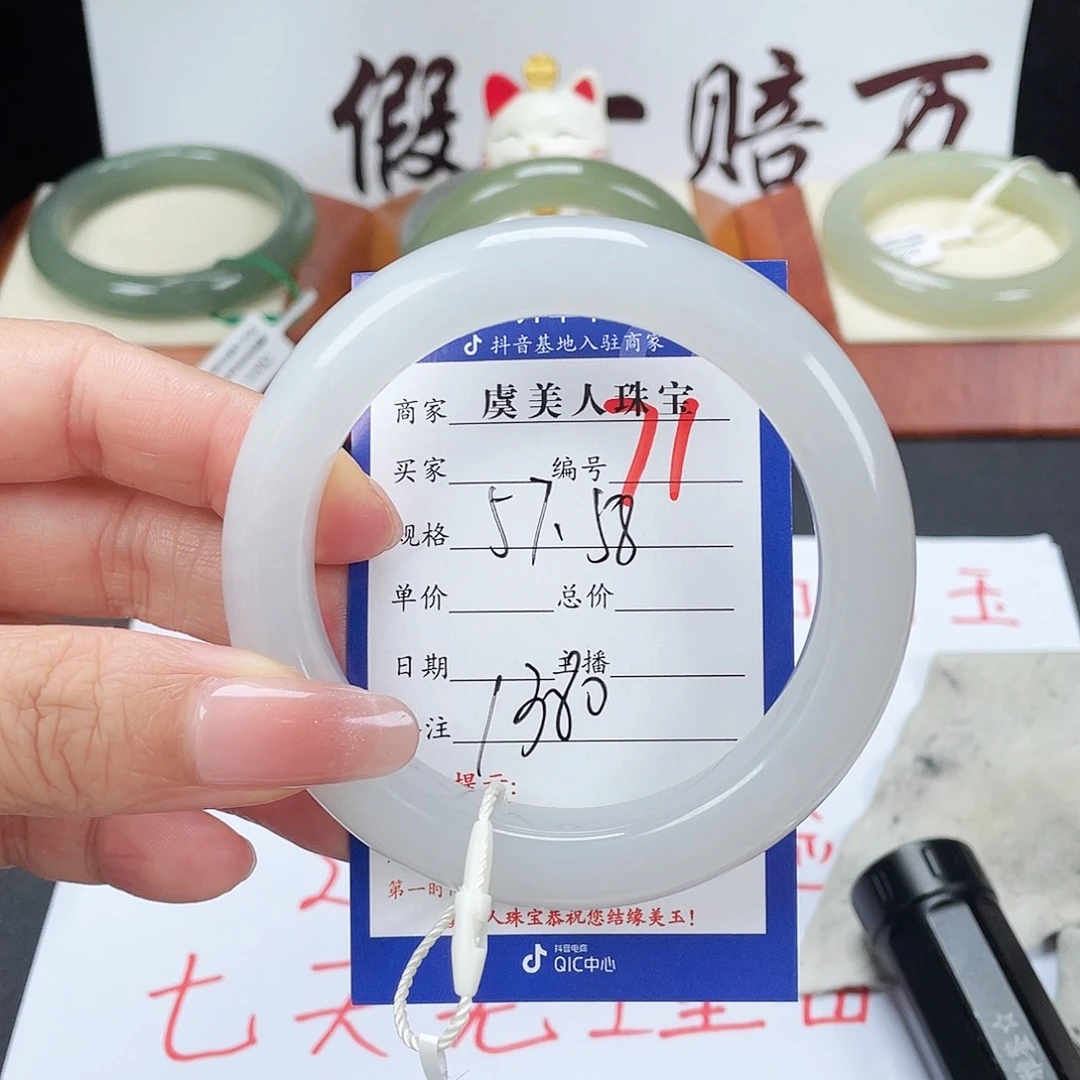 假一赔万
抖音基地入驻商家
商家 虞美人珠宝
买家 编号 71
规格 57.58
单价 总价
日期 主播
注 1380
提示:
第一时
人珠宝恭祝您结缘美玉!
抖音电商
QIC中心
玉
七天无理由